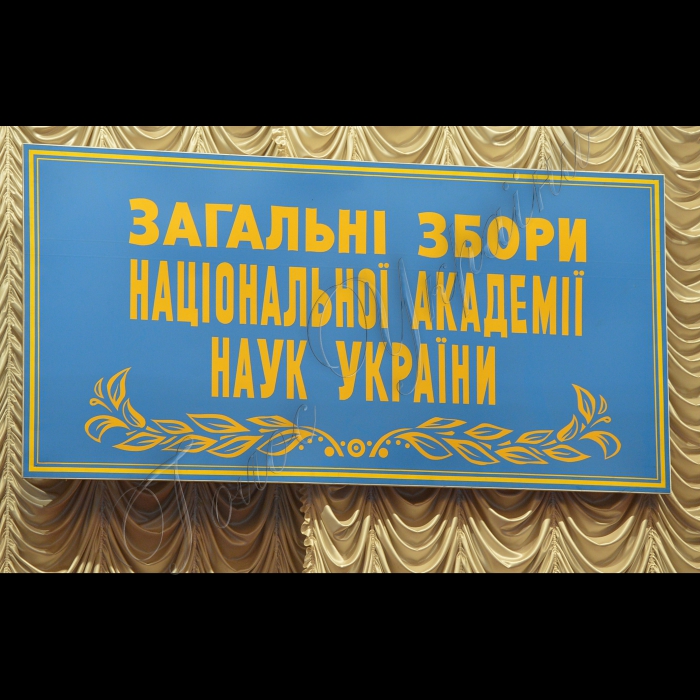 ЗАГАЛЬНІ ЗБОРИ
НАЦІОНАЛЬНОЇ АКАДЕМІЇ
НАУК УКРАЇНИ